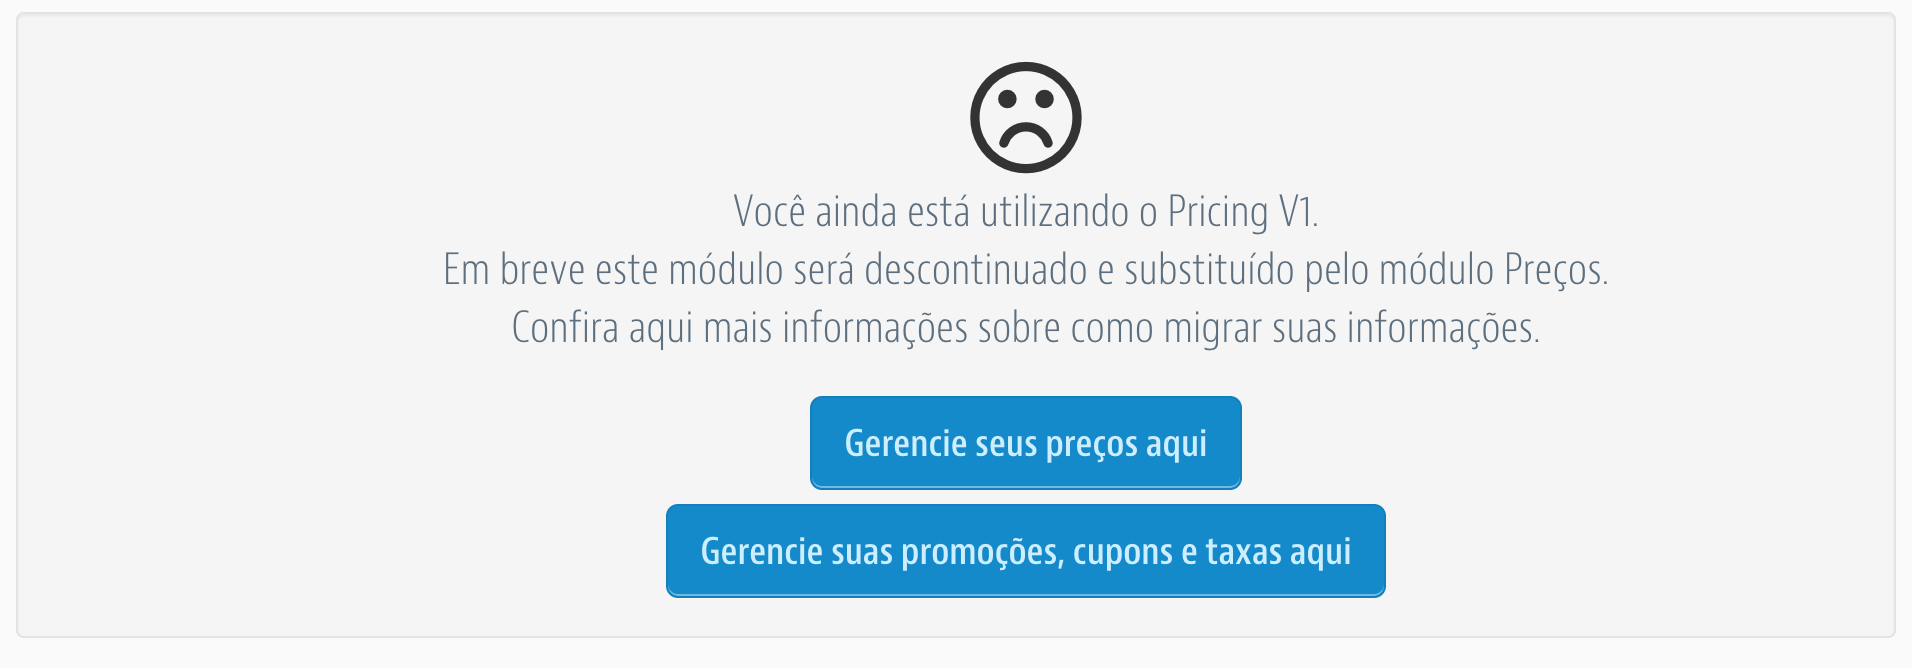 Você ainda está utilizando o Pricing V1.
Em breve este módulo será descontinuado e substituído pelo módulo Preços.
Confira aqui mais informações sobre como migrar suas informações.
Gerencie seus preços aqui
Gerencie suas promoções, cupons e taxas aqui